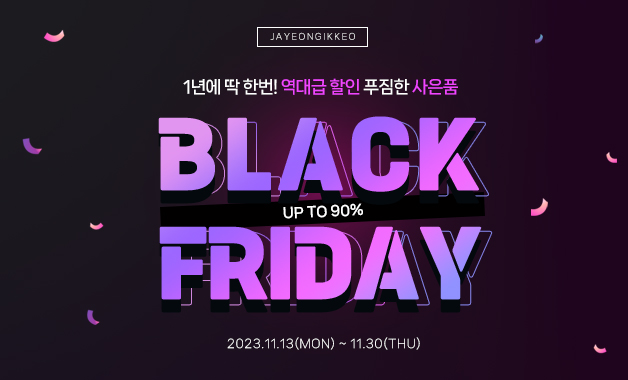 JAYEONGIKKEO
1년에 딱 한번! 역대급 할인 푸짐한 사은품
BLACK
UP TO 90%
FRIDAY
2023.11.13(MON) ~ 11.30(THU)